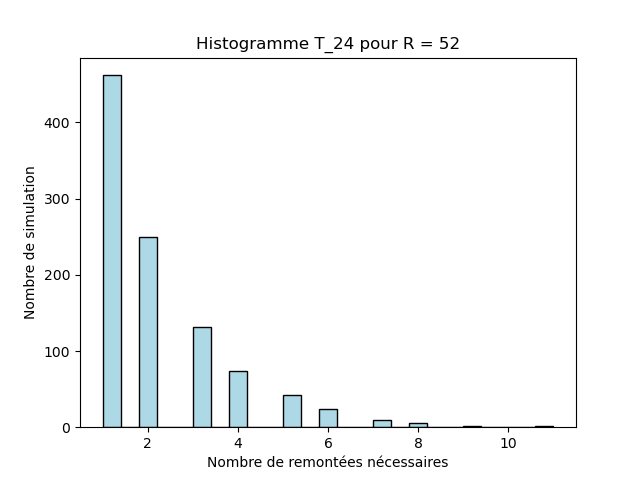 Histogramme T_24 pour R = 52
Nombre de simulation
400
300
200
100
0
2 4 6 8 10
Nombre de remontées nécessaires